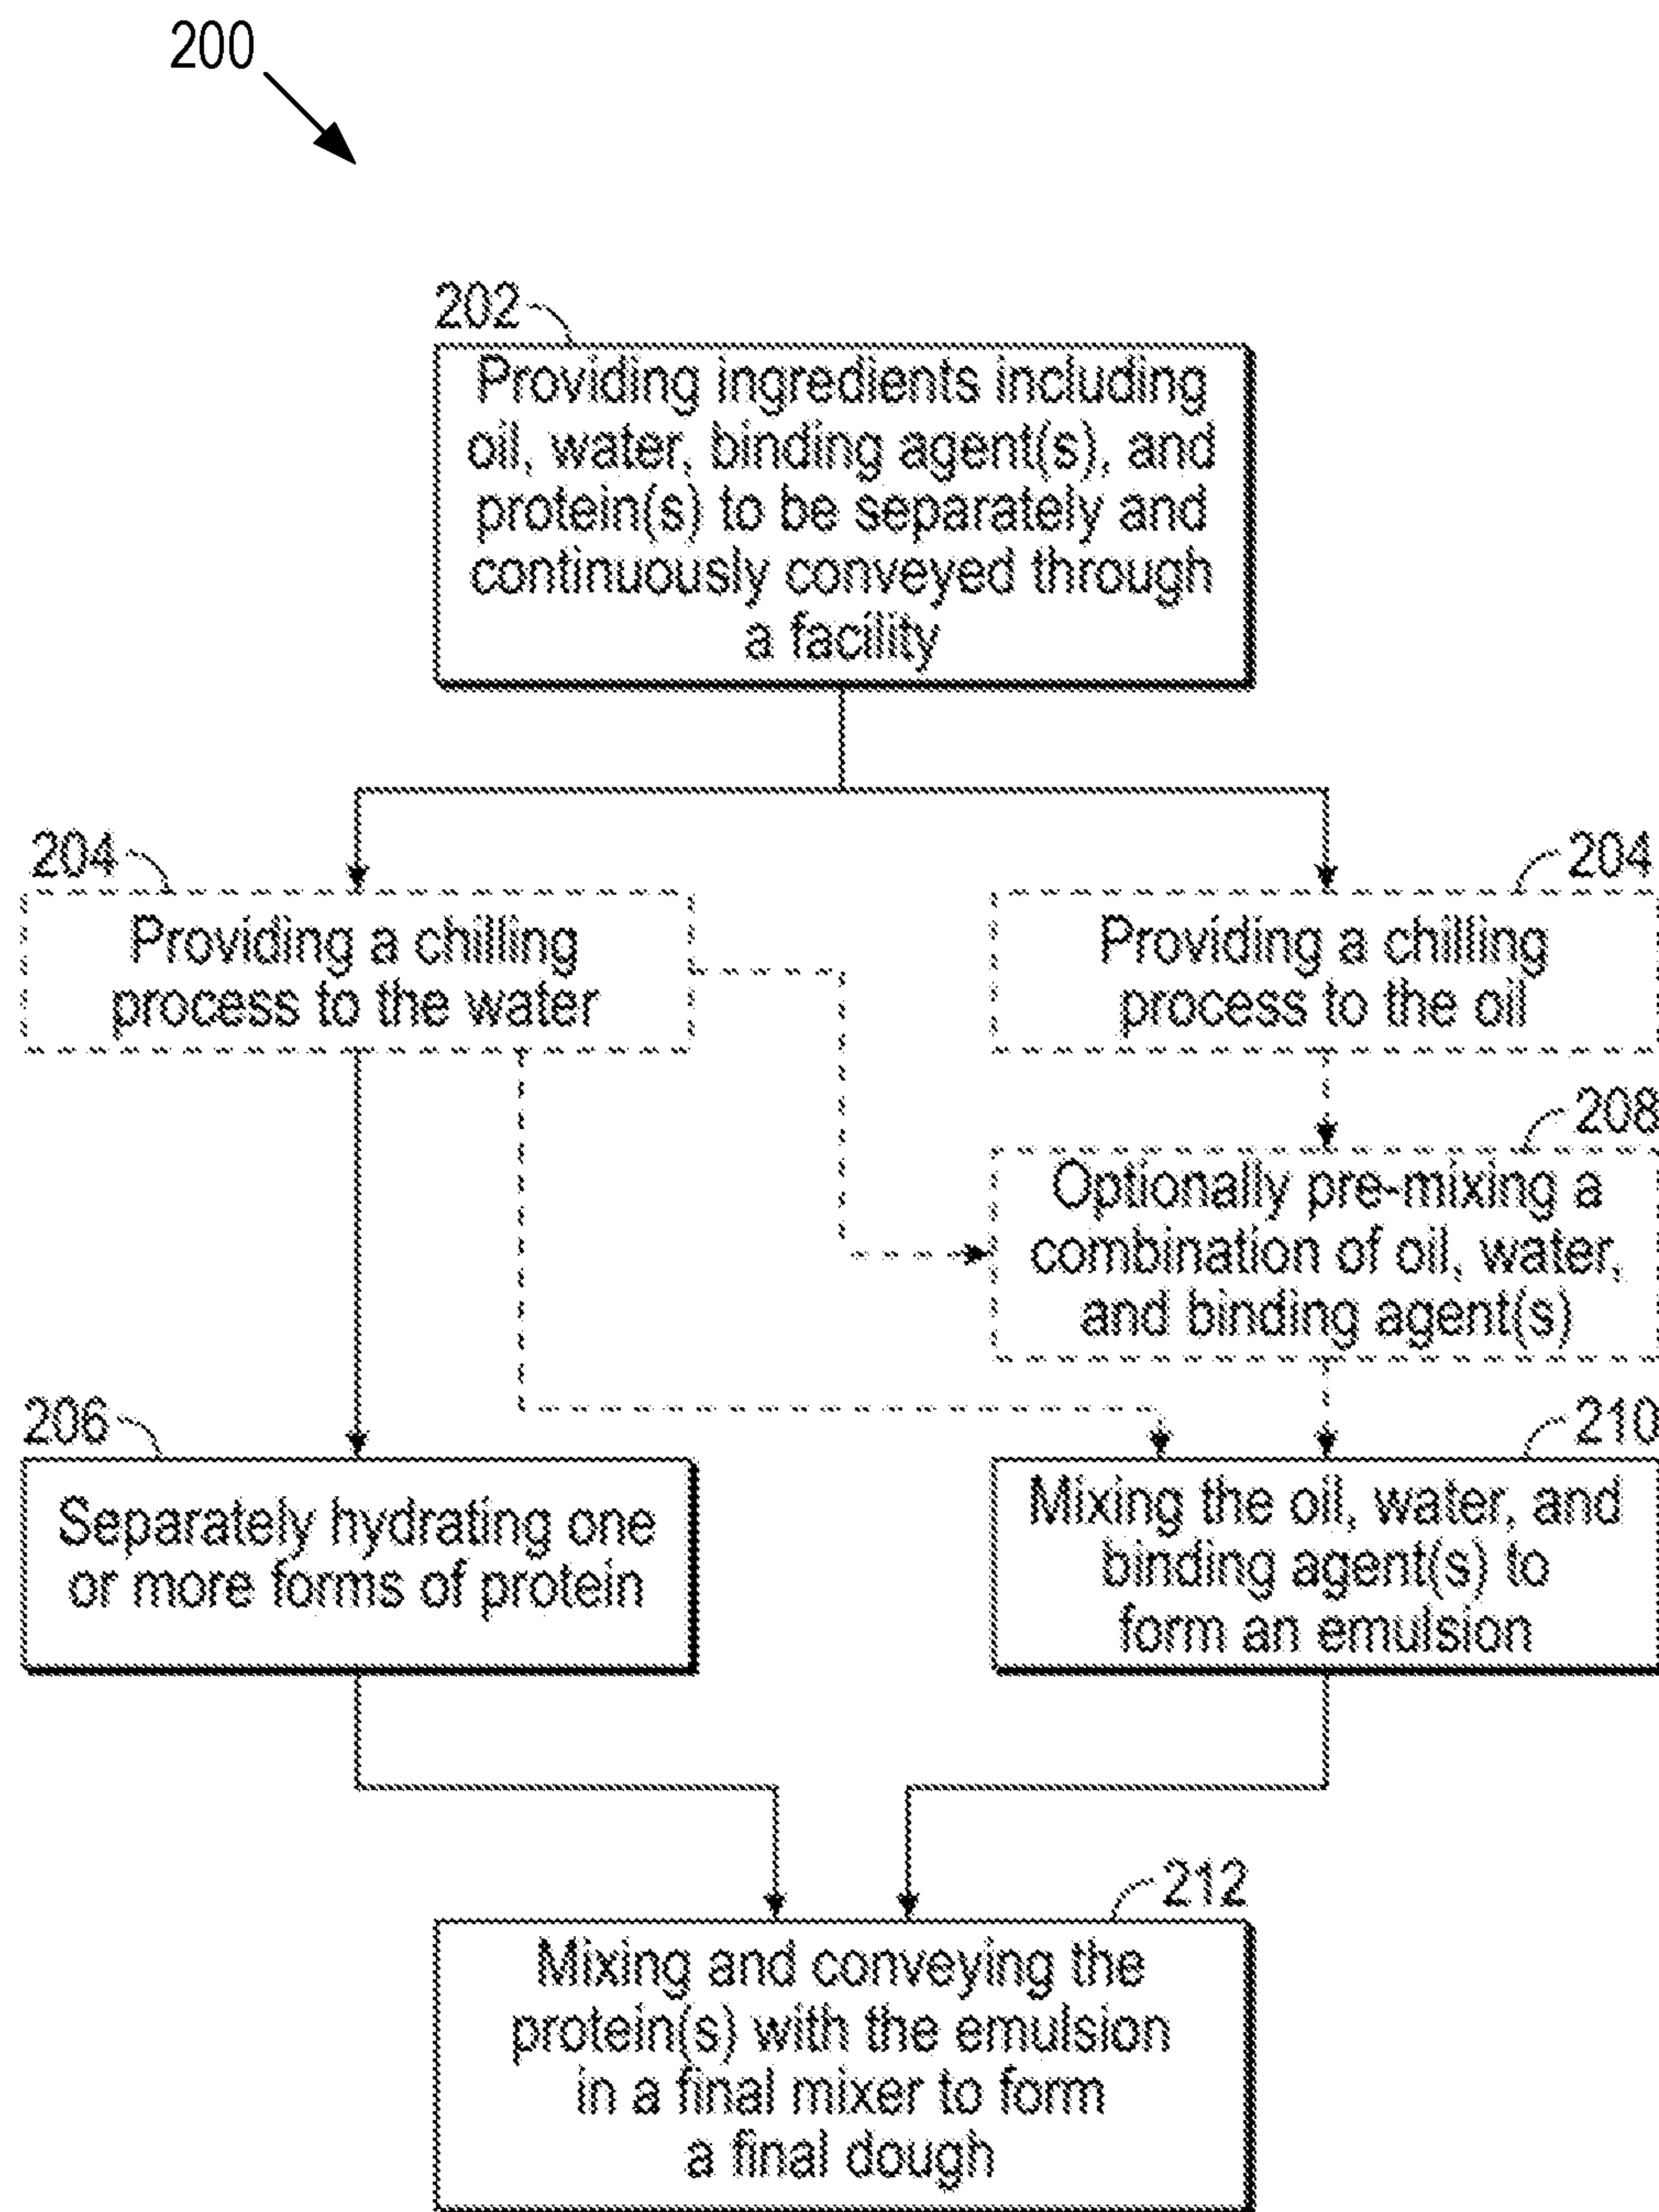 200
202
Providing ingredients including
oil, water, binding agent(s), and
protein(s) to be separately and
continuously conveyed through
a facility
204
Providing a chilling
process to the water
204
Providing a chilling
process to the oil
208
Optionally pre-mixing a
combination of oil, water,
and binding agent(s)
206
Separately hydrating one
or more forms of protein
210
Mixing the oil, water, and
binding agent(s) to
form an emulsion
212
Mixing and conveying the
protein(s) with the emulsion
in a final mixer to form
a final dough